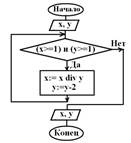 Начало
x, y
(x>=1) и (y>=1)
Нет
Да
x:= x div y
y:=y-2
x, y
Конец